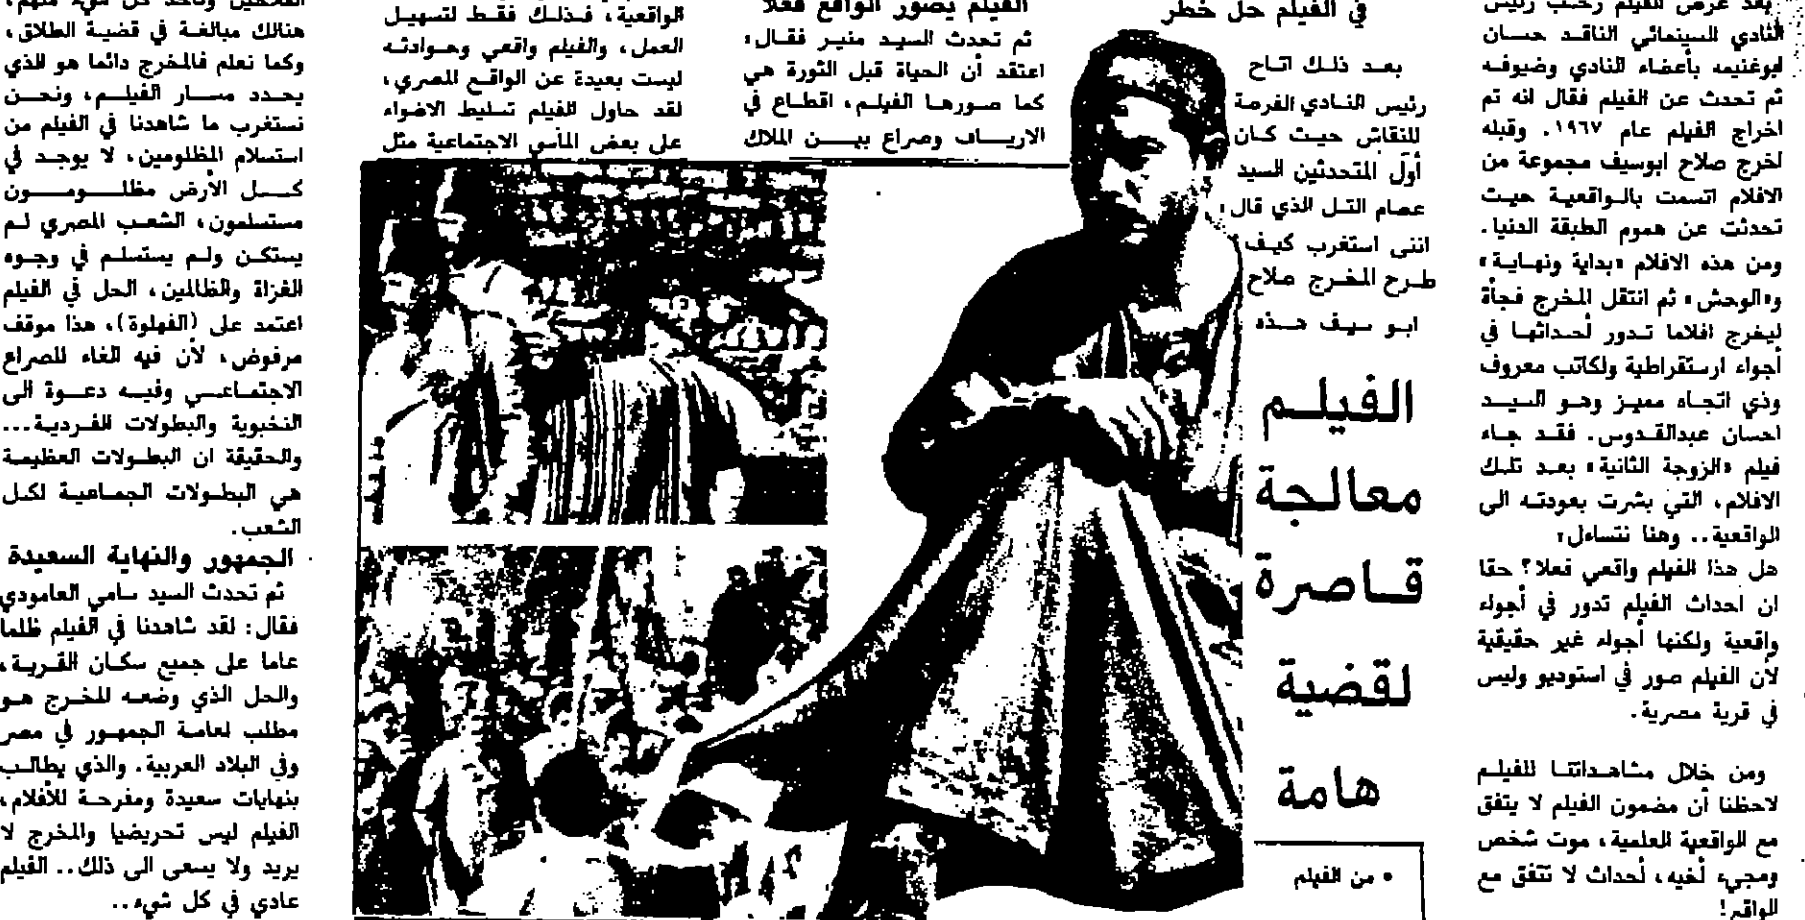 بعد عرض الفيلم رحب رئيس
النادي السينمائي الناقد حسان
ابوغنيمه بأعضاء النادي وضيوفه
ثم تحدث عن الفيلم فقال انه تم
اخراج الفيلم عام ١٩٦٧. وقبله
اخرج صلاح ابوسيف مجموعة من
الافلام اتسمت بالواقعية حيث
تحدثت عن هموم الطبقة الدنيا.
ومن هذه الافلام «بداية ونهاية»
و«الوحش» ثم انتقل المخرج فجأة
ليخرج افلاما تدور أحداثها في
أجواء ارستقراطية ولكاتب معروف
وذي اتجاه مميز وهو السيد
احسان عبدالقدوس. فقد جاء
فيلم «الزوجة الثانية» بعد تلك
الافلام، التي بشرت بعودته الى
الواقعية.. وهنا نتساءل:
هل هذا الفيلم واقعي فعلا؟ حقا
ان احداث الفيلم تدور في أجواء
واقعية ولكنها أجواء غير حقيقية
لأن الفيلم صور في استوديو وليس
في قرية مصرية.
ومن خلال مشاهداتنا للفيلم
لاحظنا أن مضمون الفيلم لا يتفق
مع الواقعية العلمية، موت شخص
ومجيء أخيه، أحداث لا تتفق مع
الواقع!
في الفيلم حل خطر
بعد ذلك اتاح
رئيس النادي الفرصة
للنقاش حيث كان
أول المتحدثين السيد
عصام التل الذي قال:
انني استغرب كيف
طرح المخرج صلاح
ابو سيف هذه
الفيلم
معالجة
قاصرة
لقضية
هامة
• من الفيلم
الفيلم يصور الواقع فعلا
ثم تحدث السيد منير فقال:
اعتقد أن الحياة قبل الثورة هي
كما صورها الفيلم، اقطاع في
الارياف وصراع بين الملاك
الواقعية، فذلك فقط لتسهيل
العمل، والفيلم واقعي وحوادثه
ليست بعيدة عن الواقع المصري،
لقد حاول الفيلم تسليط الاضواء
على بعض المآسي الاجتماعية مثل
الفلاحين وتأخذ كل شيء منهم،
هنالك مبالغة في قضية الطلاق،
وكما نعلم فالمخرج دائما هو الذي
يحدد مسار الفيلم، ونحن
نستغرب ما شاهدنا في الفيلم من
استسلام المظلومين، لا يوجد في
كل الأرض مظلومون
مستسلمون، الشعب المصري لم
يستكن ولم يستسلم في وجوه
الغزاة والظالمين، الحل في الفيلم
اعتمد على (الفهلوة)، هذا موقف
مرفوض، لأن فيه الغاء للصراع
الاجتماعي وفيه دعوة الى
النخبوية والبطولات الفردية...
والحقيقة ان البطولات العظيمة
هي البطولات الجماعية لكل
الشعب.
الجمهور والنهاية السعيدة
ثم تحدث السيد سامي العامودي
فقال: لقد شاهدنا في الفيلم ظلما
عاما على جميع سكان القرية،
والحل الذي وضعه المخرج هو
مطلب لعامة الجمهور في مصر
وفي البلاد العربية. والذي يطالب
بنهايات سعيدة ومفرحة للأفلام،
الفيلم ليس تحريضيا والمخرج لا
يريد ولا يسعى الى ذلك.. الفيلم
عادي في كل شيء..